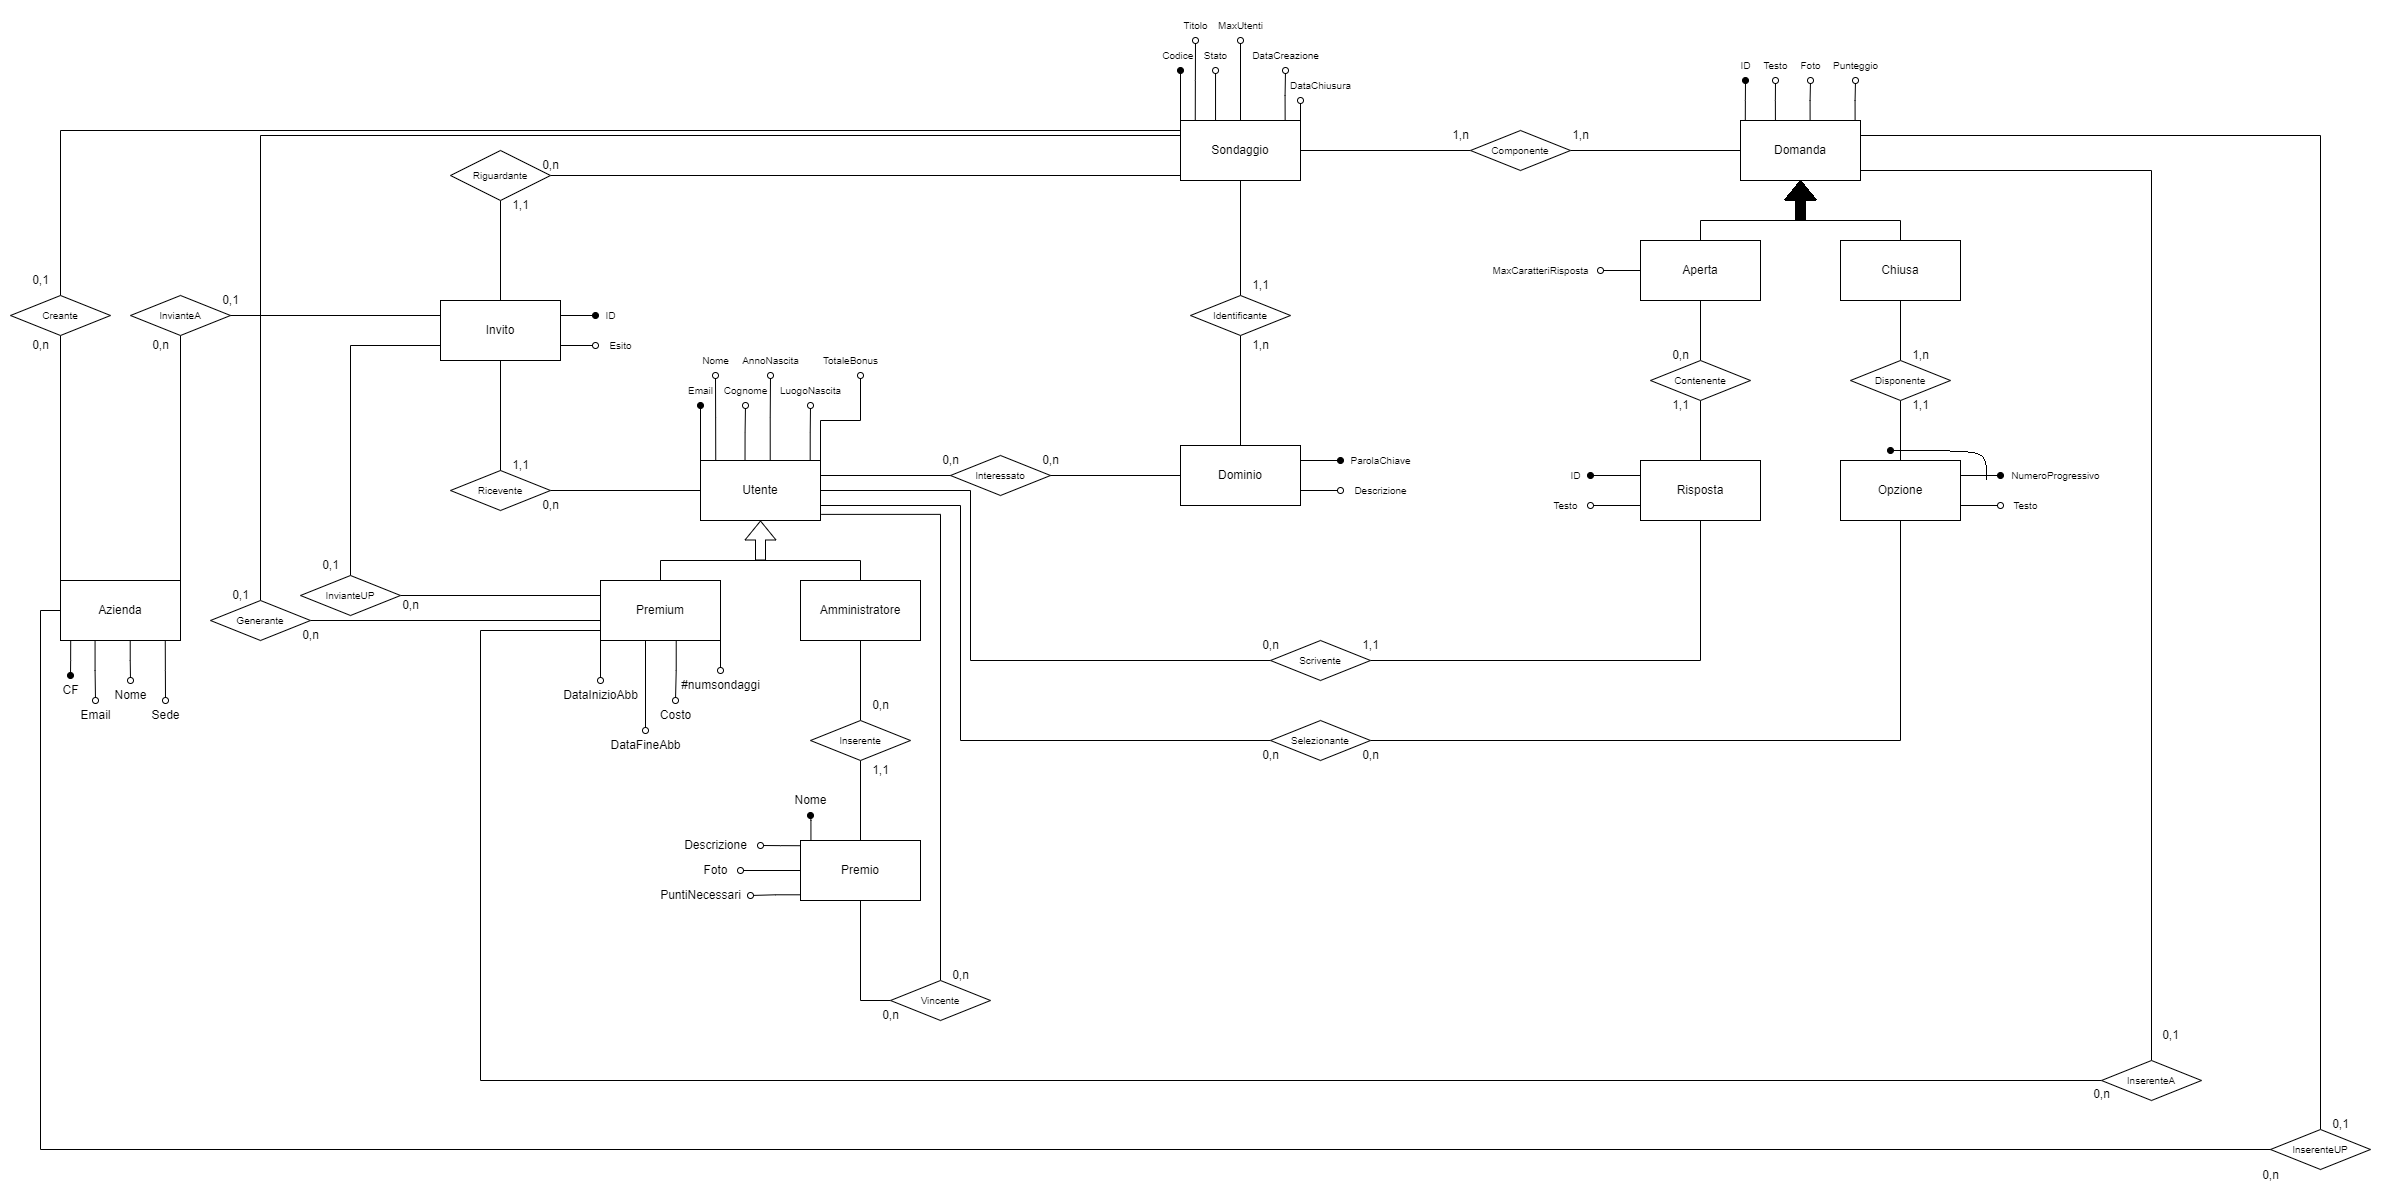 Titolo MaxUtenti
Codice Stato DataCreazione
DataChiusura
ID Testo Foto Punteggio
Sondaggio
1,n Componente 1,n
Domanda
Riguardante 0,n
1,1
Aperta
Chiusa
MaxCaratteriRisposta
0,1
Creante
0,n
InvianteA 0,1
0,n
Invito
ID
Esito
1,1
Identificante
1,n
0,n
Contenente
1,1
1,n
Disponente
1,1
Nome AnnoNascita TotaleBonus
Email Cognome LuogoNascita
1,1
Ricevente
0,n
Utente
0,n Interessato 0,n
Dominio
ParolaChiave
Descrizione
ID
Testo
Risposta
Opzione
NumeroProgressivo
Testo
0,1
InvianteUP
0,n
0,1
Generante
0,n
Azienda
Premium
Amministratore
CF
Email
Nome
Sede
DataInizioAbb
#numsondaggi
Costo
DataFineAbb
0,n Scrivente 1,1
0,n
Inserente
1,1
Selezionante
0,n 0,n
Nome
Descrizione
Foto
PuntiNecessari
Premio
0,n
Vincente
0,n
0,1
InserenteA
0,n
0,1
InserenteUP
0,n